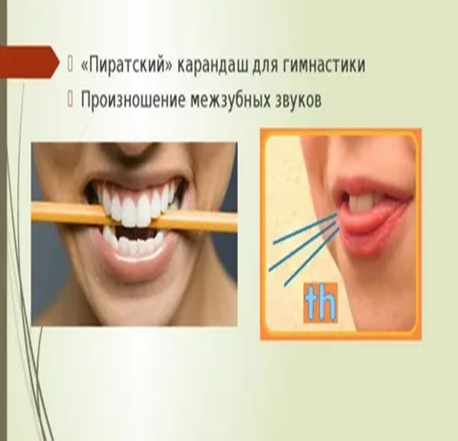 «Пиратский» карандаш для гимнастики
Произношение межзубных звуков
th